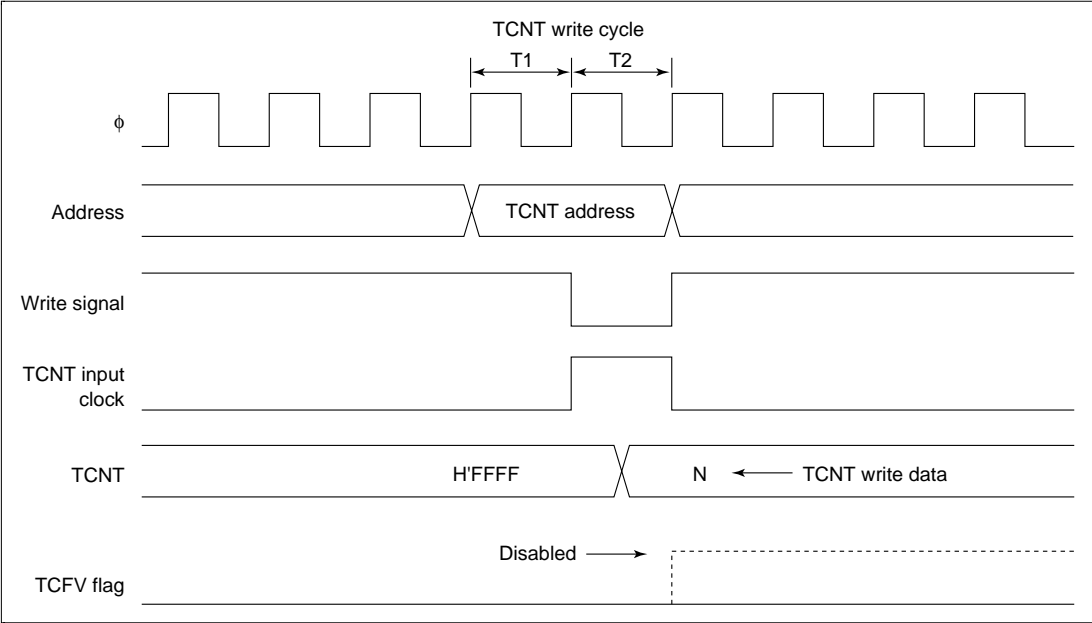 TCNT write cycle
T1 T2
ϕ
Address
TCNT address
Write signal
TCNT input
clock
TCNT
H'FFFF
N
TCNT write data
Disabled
TCFV flag